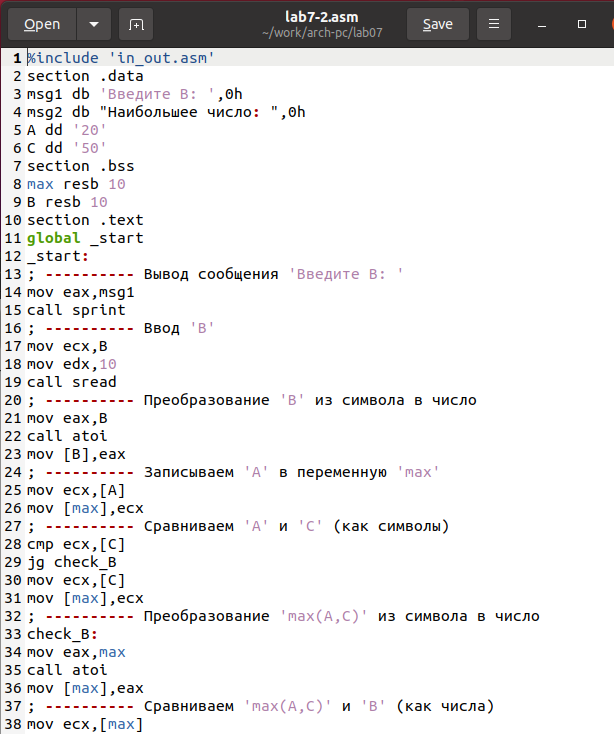 Open
lab7-2.asm
~/work/arch-pc/lab07
Save
1 %include 'in_out.asm'
2 section .data
3 msg1 db 'Введите B: ',0h
4 msg2 db "Наибольшее число: ",0h
5 A dd '20'
6 C dd '50'
7 section .bss
8 max resb 10
9 B resb 10
10 section .text
11 global _start
12 _start:
13 ; ---------- Вывод сообщения 'Введите B: '
14 mov eax,msg1
15 call sprint
16 ; ---------- Ввод 'B'
17 mov ecx,B
18 mov edx,10
19 call sread
20 ; ---------- Преобразование 'B' из символа в число
21 mov eax,B
22 call atoi
23 mov [B],eax
24 ; ---------- Записываем 'A' в переменную 'max'
25 mov ecx,[A]
26 mov [max],ecx
27 ; ---------- Сравниваем 'A' и 'C' (как символы)
28 cmp ecx,[C]
29 jg check_B
30 mov ecx,[C]
31 mov [max],ecx
32 ; ---------- Преобразование 'max(A,C)' из символа в число
33 check_B:
34 mov eax,max
35 call atoi
36 mov [max],eax
37 ; ---------- Сравниваем 'max(A,C)' и 'B' (как числа)
38 mov ecx,[max]